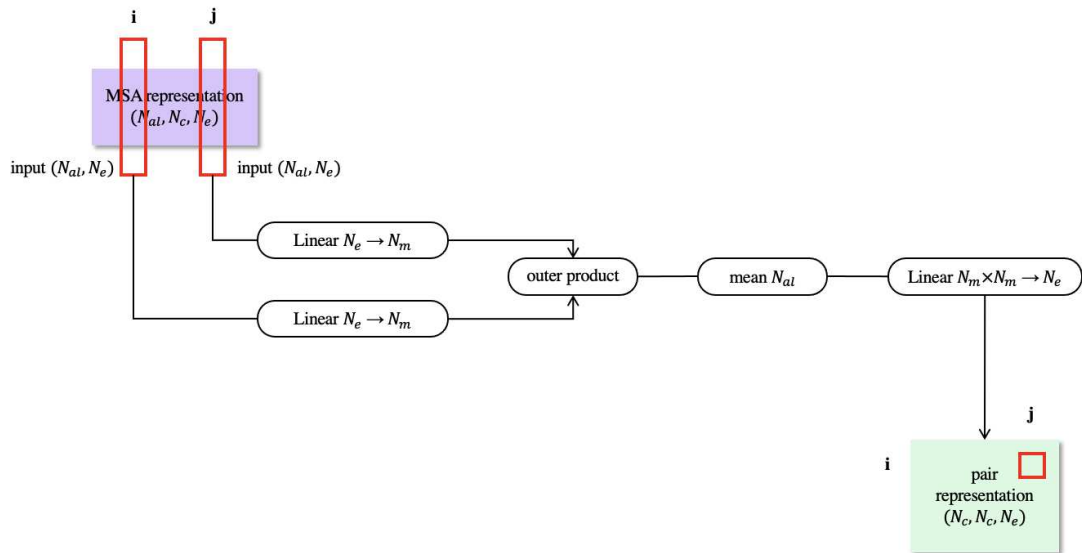 i
j
MSA representation
(N_al, N_c, N_e)
input (N_al, N_e)
input (N_al, N_e)
Linear N_e → N_m
outer product
mean N_al
Linear N_m×N_m → N_e
Linear N_e → N_m
j
i
pair
representation
(N_c, N_c, N_e)